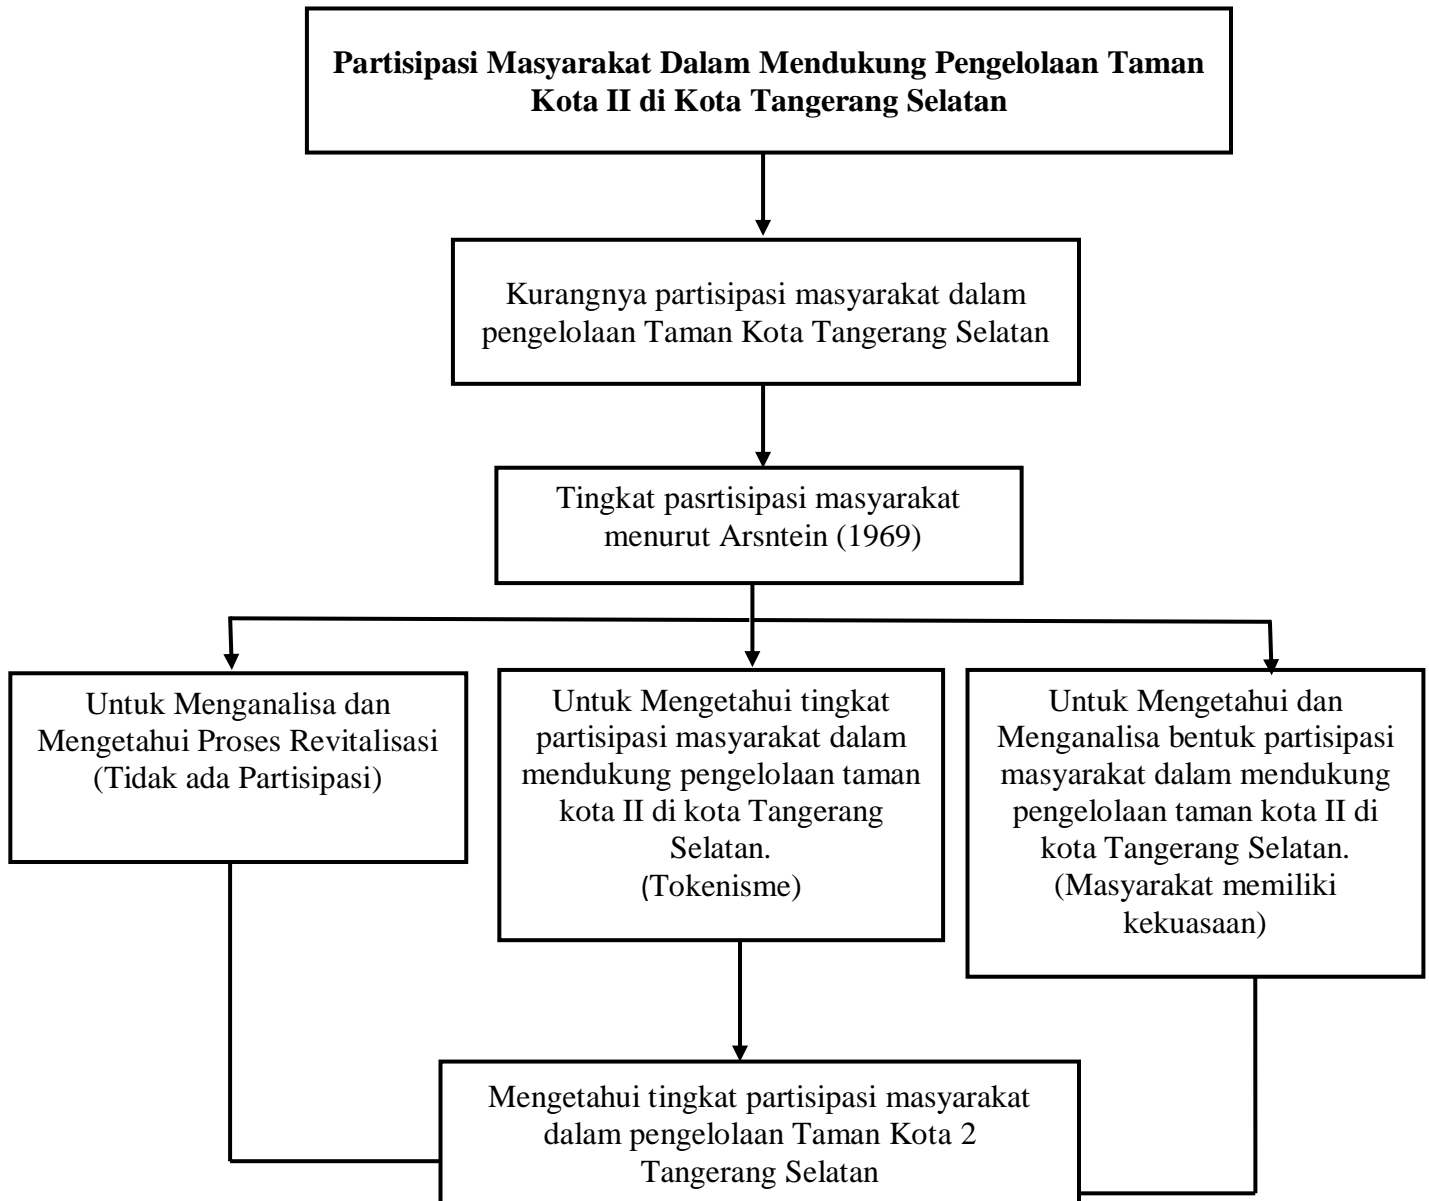 Partisipasi Masyarakat Dalam Mendukung Pengelolaan Taman
Kota II di Kota Tangerang Selatan
Kurangnya partisipasi masyarakat dalam
pengelolaan Taman Kota Tangerang Selatan
Tingkat pasrtisipasi masyarakat
menurut Arsntein (1969)
Untuk Menganalisa dan
Mengetahui Proses Revitalisasi
(Tidak ada Partisipasi)
Untuk Mengetahui tingkat
partisipasi masyarakat dalam
mendukung pengelolaan taman
kota II di kota Tangerang
Selatan.
(Tokenisme)
Untuk Mengetahui dan
Menganalisa bentuk partisipasi
masyarakat dalam mendukung
pengelolaan taman kota II di
kota Tangerang Selatan.
(Masyarakat memiliki
kekuasaan)
Mengetahui tingkat partisipasi masyarakat
dalam pengelolaan Taman Kota 2
Tangerang Selatan